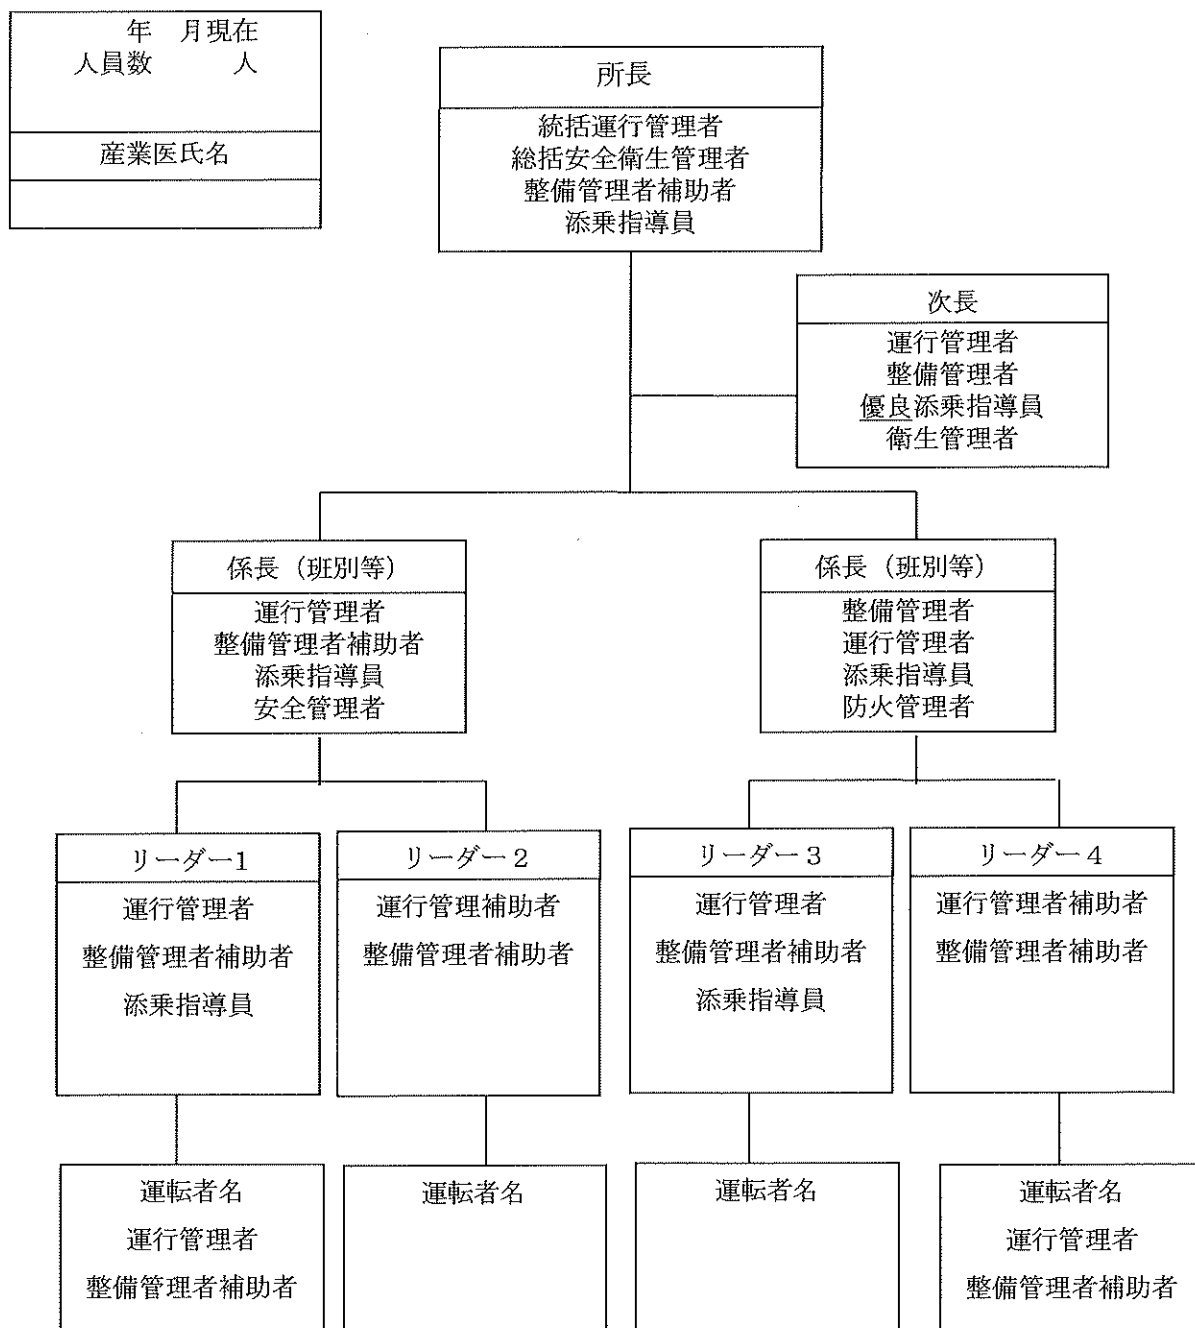 年　月現在
人員数　　　人
産業医氏名
所長
統括運行管理者
総括安全衛生管理者
整備管理者補助者
添乗指導員
次長
運行管理者
整備管理者
優良添乗指導員
衛生管理者
係長（班別等）
運行管理者
整備管理者補助者
添乗指導員
安全管理者
係長（班別等）
整備管理者
運行管理者
添乗指導員
防火管理者
リーダー1
運行管理者
整備管理者補助者
添乗指導員
リーダー２
運行管理補助者
整備管理者補助者
リーダー３
運行管理者
整備管理者補助者
添乗指導員
リーダー４
運行管理者補助者
整備管理者補助者
運転者名
運行管理者
整備管理者補助者
運転者名
運転者名
運転者名
運行管理者
整備管理者補助者